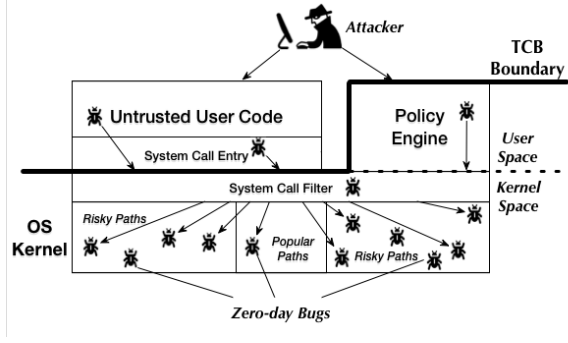 Attacker
TCB
Boundary
Untrusted User Code
Policy
Engine
System Call Entry
User
Space
System Call Filter
Kernel
Space
OS
Kernel
Risky Paths
Popular
Paths
Risky Paths
Zero-day Bugs